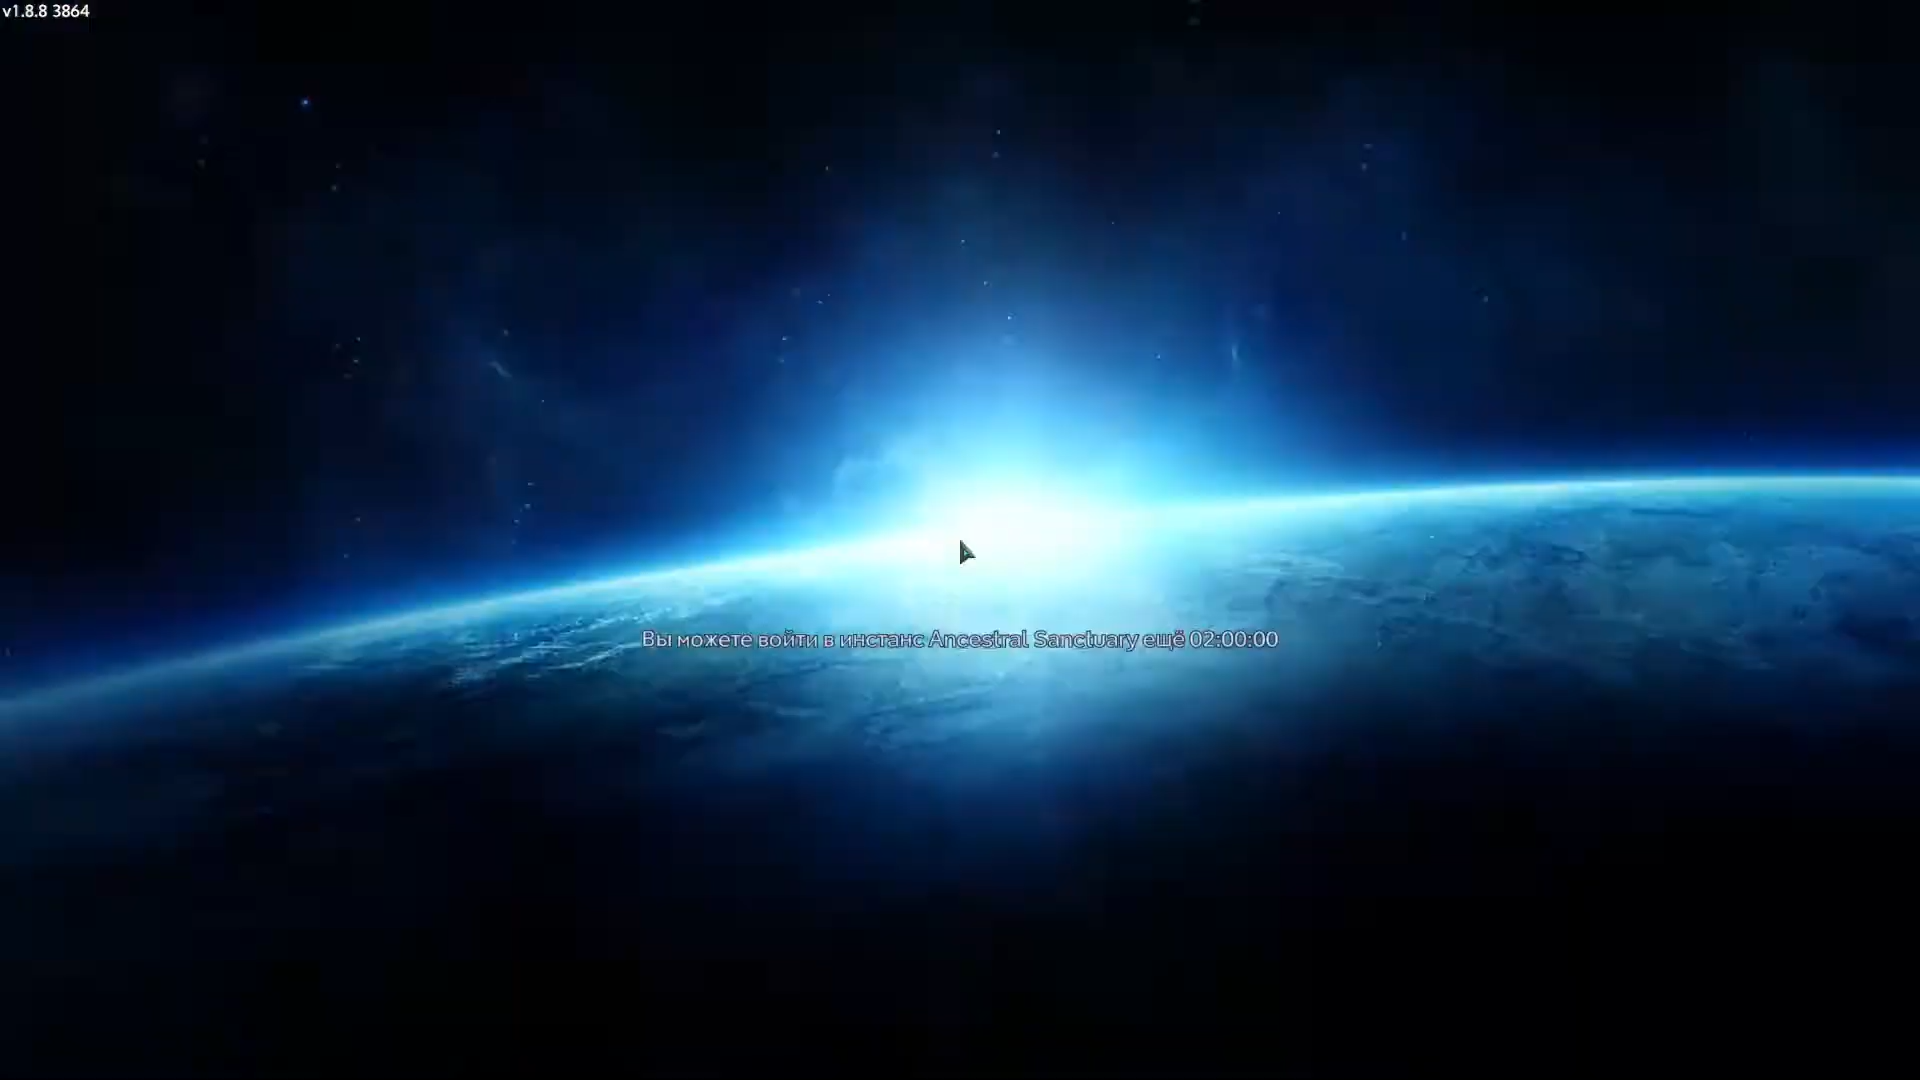 v1.8.8 3864
Вы можете войти в инстанс Ancestral Sanctuary ещё 02:00:00